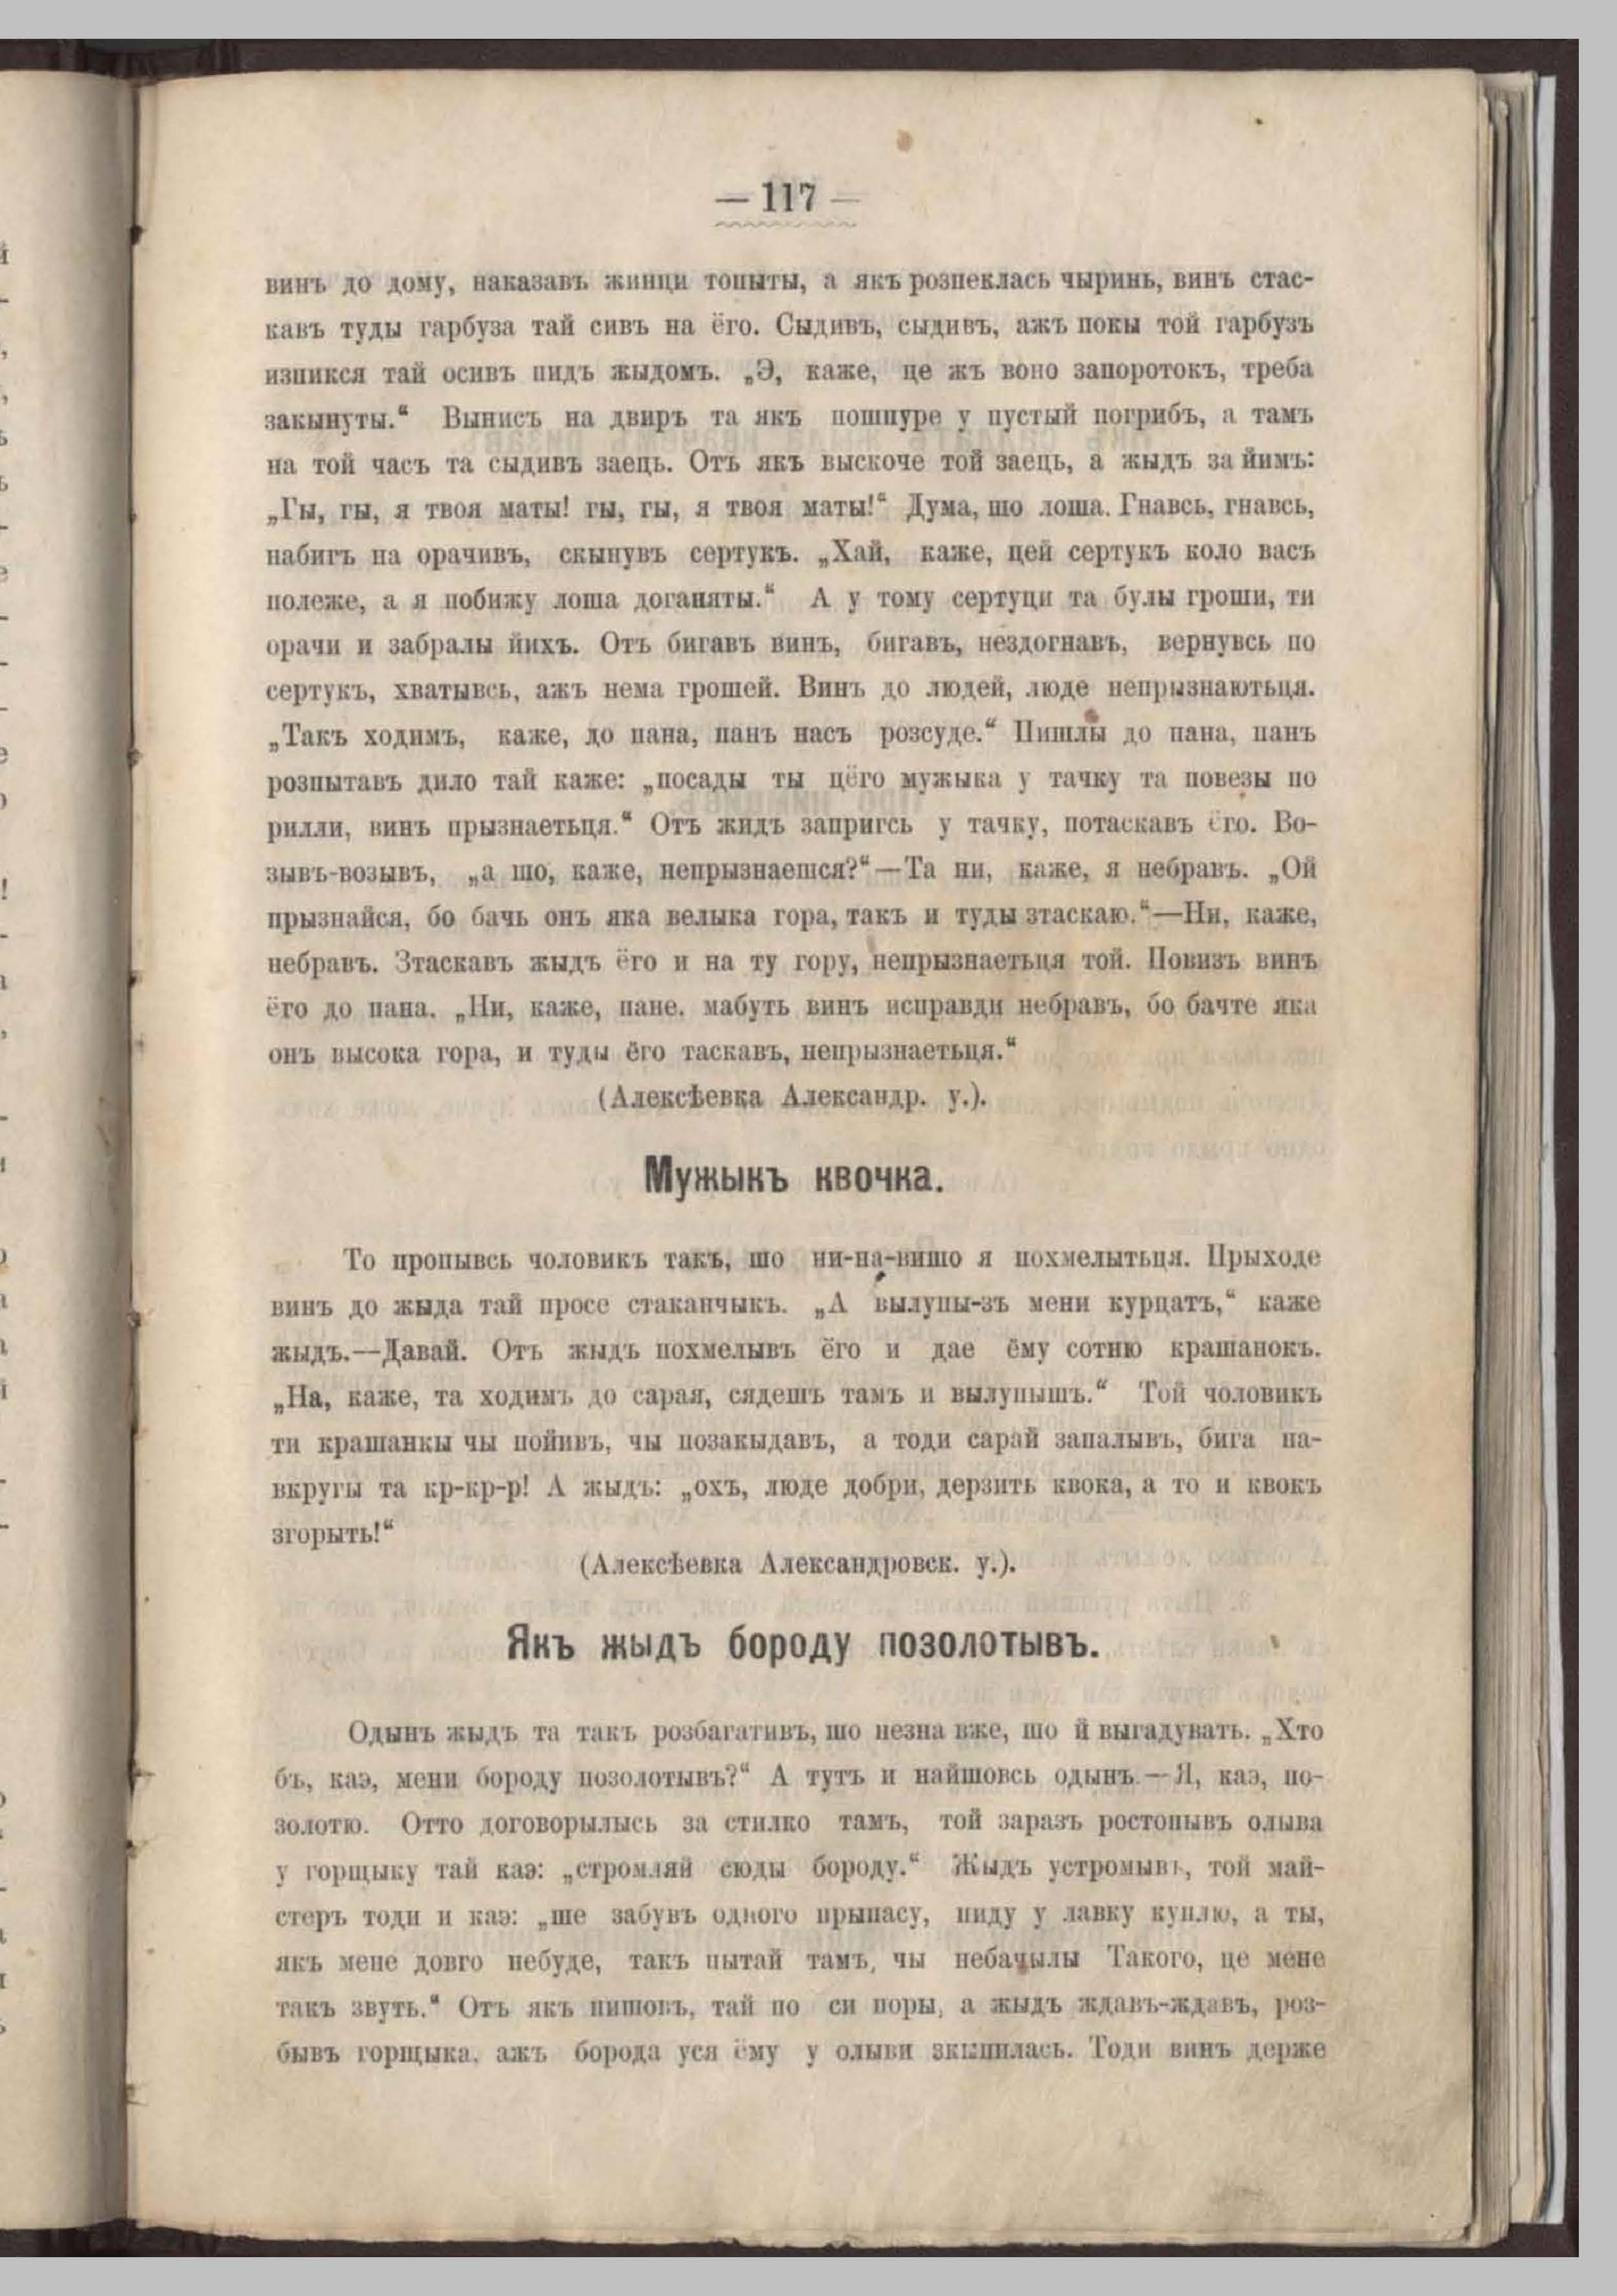 — 117 —
винъ до дому, наказавъ жинци топыты, а якъ розпеклась чыринь, винъ стас-
кавъ туды гарбуза тай сивъ на ёго. Сыдивъ, сыдивъ, ажъ покы той гарбузъ
изпикся тай осивъ пидъ жыдомъ. „Э, каже, це жъ воно запоротокъ, треба
закынуты.“ Вынисъ на двиръ та якъ пошпуре у пустый погрибъ, а тамъ
на той часъ та сыдивъ заець. Отъ якъ выскоче той заець, а жыдъ за йимъ:
„Гы, гы, я твоя маты! гы, гы, я твоя маты!“ Дума, шо лоша. Гнавсь, гнавсь,
набигъ на орачивъ, скынувъ сертукъ. „Хай, каже, цей сертукъ коло васъ
полеже, а я побижу лоша доганяты.“ А у тому сертуци та булы гроши, ти
орачи и забралы йихъ. Отъ бигавъ винъ, бигавъ, нездогнавъ, вернувсь по
сертукъ, хватывсь, ажъ нема грошей. Винъ до людей, люде непрызнаютьця.
„Такъ ходимъ, каже, до пана, панъ насъ розсуде.“ Пишлы до пана, панъ
розпытавъ дило тай каже: „посады ты цёго мужыка у тачку та повезы по
рилли, винъ прызнаетьця.“ Отъ жидъ запригсь у тачку, потаскавъ ёго. Во-
зывъ-возывъ, „а шо, каже, непрызнаешся?“—Та ни, каже, я небравъ. „Ой
прызнайся, бо бачь онъ яка велыка гора, такъ и туды зтаскаю.“—Ни, каже,
небравъ. Зтаскавъ жыдъ ёго и на ту гору, непрызнаетьця той. Повизъ винъ
ёго до пана. „Ни, каже, пане. мабуть винъ исправди небравъ, бо бачте яка
онъ высока гора, и туды ёго таскавъ, непрызнаетьця.“
(Алексѣевка Александр. у.).
Мужыкъ квочка.
То пропывсь чоловикъ такъ, шо ни-на-вишо я похмелытьця. Прыходе
винъ до жыда тай просе стаканчыкъ. „А вылупы-зъ мени курцатъ,“ каже
жыдъ.—Давай. Отъ жыдъ похмелывъ ёго и дае ёму сотню крашанокъ.
„На, каже, та ходимъ до сарая, сядешъ тамъ и вылупышъ.“ Той чоловикъ
ти крашанкы чы пойивъ, чы позакыдавъ, а тоди сарай запалывъ, бига на-
вкругы та кр-кр-р! А жыдъ: „охъ, люде добри, дерзить квока, а то и квокъ
згорыть!“
(Алексѣевка Александровск. у.).
Якъ жыдъ бороду позолотывъ.
Одынъ жыдъ та такъ розбагативъ, шо незна вже, шо й выгадувать. „Хто
бъ, каэ, мени бороду позолотывъ?“ А тутъ и найшовсь одынъ.—Я, каэ, по-
золотю. Отто договорылысь за стилко тамъ, той заразъ ростопывъ олыва
у горщыку тай каэ: „стромляй сюды бороду.“ Жыдъ устромывъ, той май-
стеръ тоди и каэ: „ше забувъ одного прыпасу, пиду у лавку куплю, а ты,
якъ мене довго небуде, такъ пытай тамъ, чы небачылы Такого, це мене
такъ звуть.“ Отъ якъ пишовъ, тай по си поры, а жыдъ ждавъ-ждавъ, роз-
бывъ горщыка, ажъ борода уся ёму у олыви зкыпилась. Тоди винъ держе